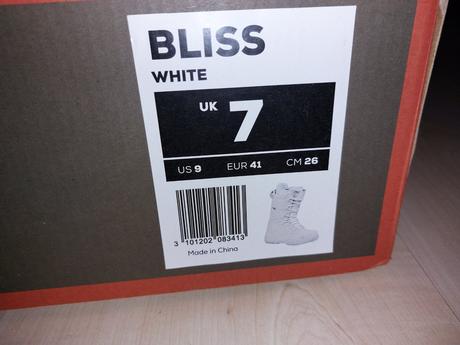 BLISS
WHITE
UK 7
US 9 EUR 41 CM 26
3 101202 083413
Made in China